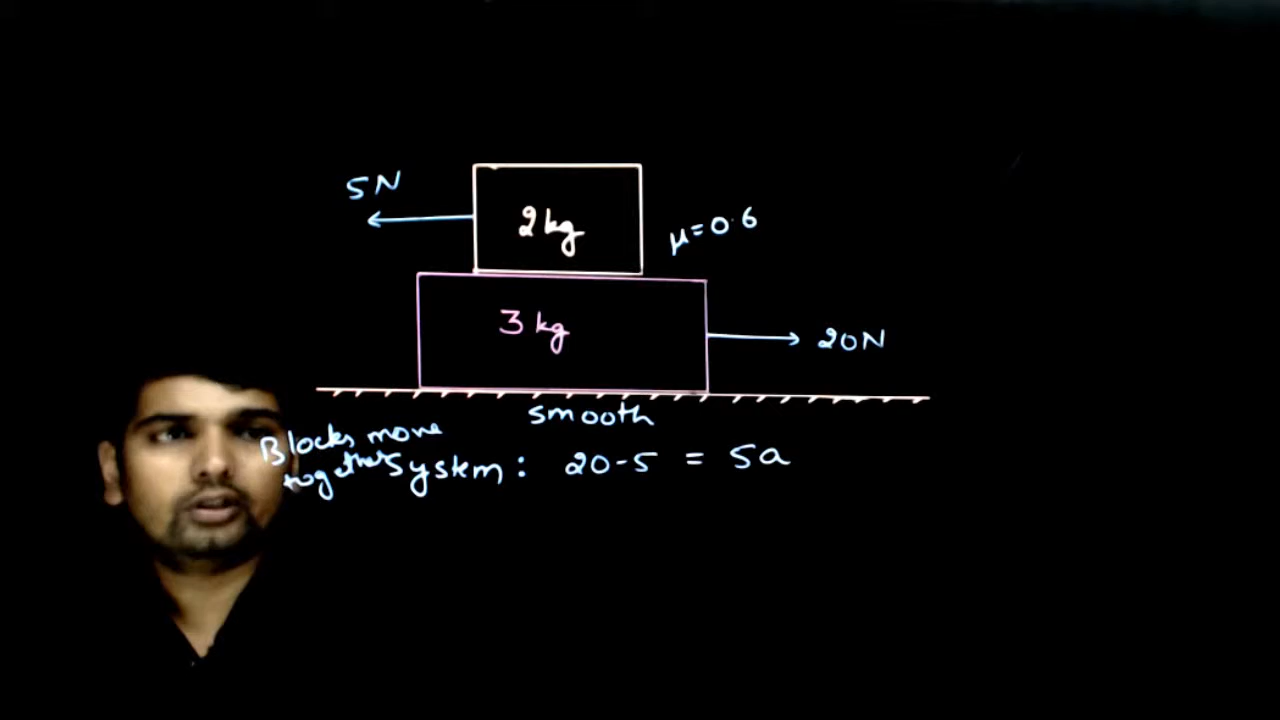 5N
2kg
μ=0.6
3kg
20N
smooth
Blocks move
together System: 20-5 = 5a